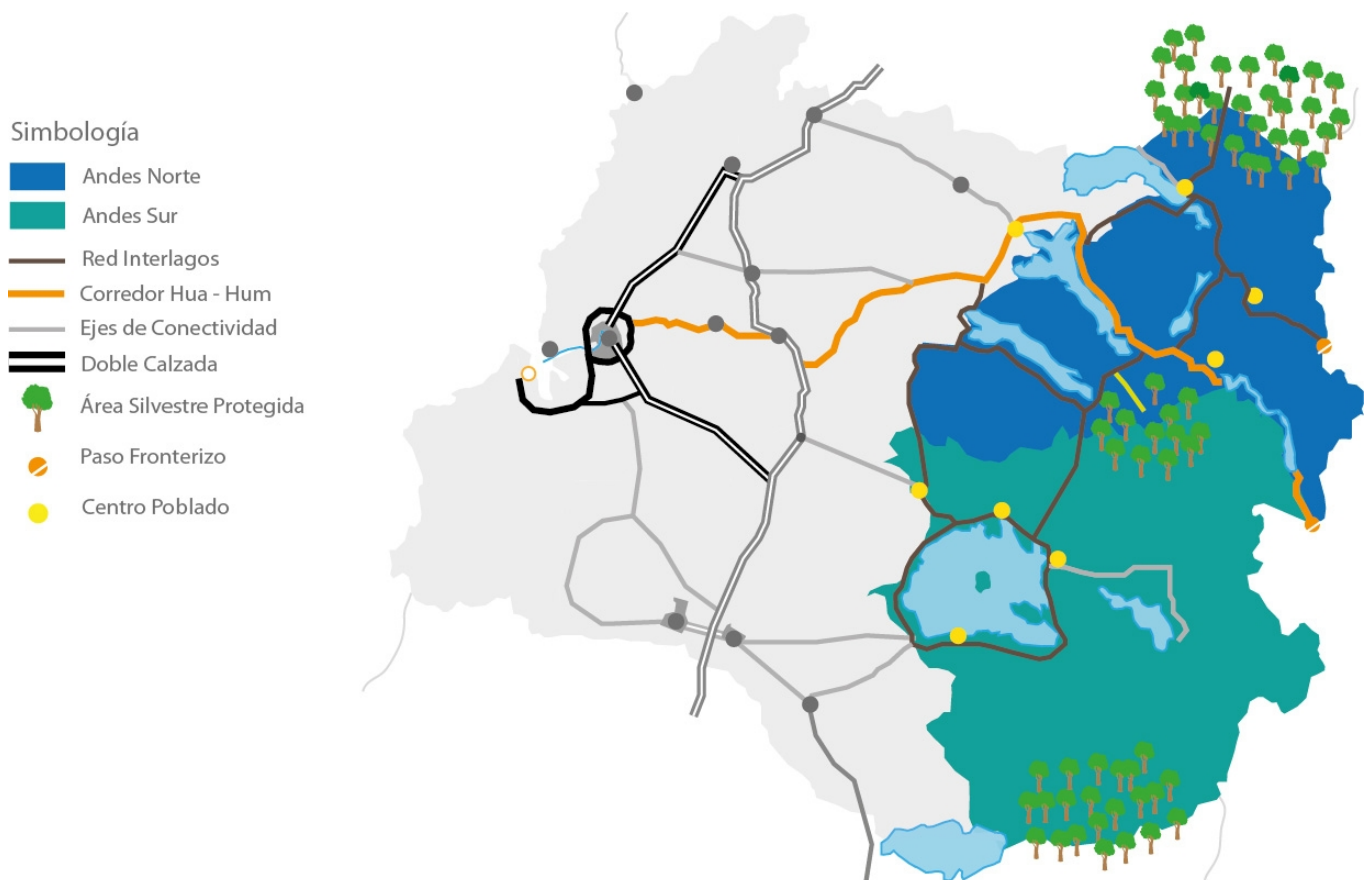 Simbología
Andes Norte
Andes Sur
Red Interlagos
Corredor Hua - Hum
Ejes de Conectividad
Doble Calzada
Área Silvestre Protegida
Paso Fronterizo
Centro Poblado